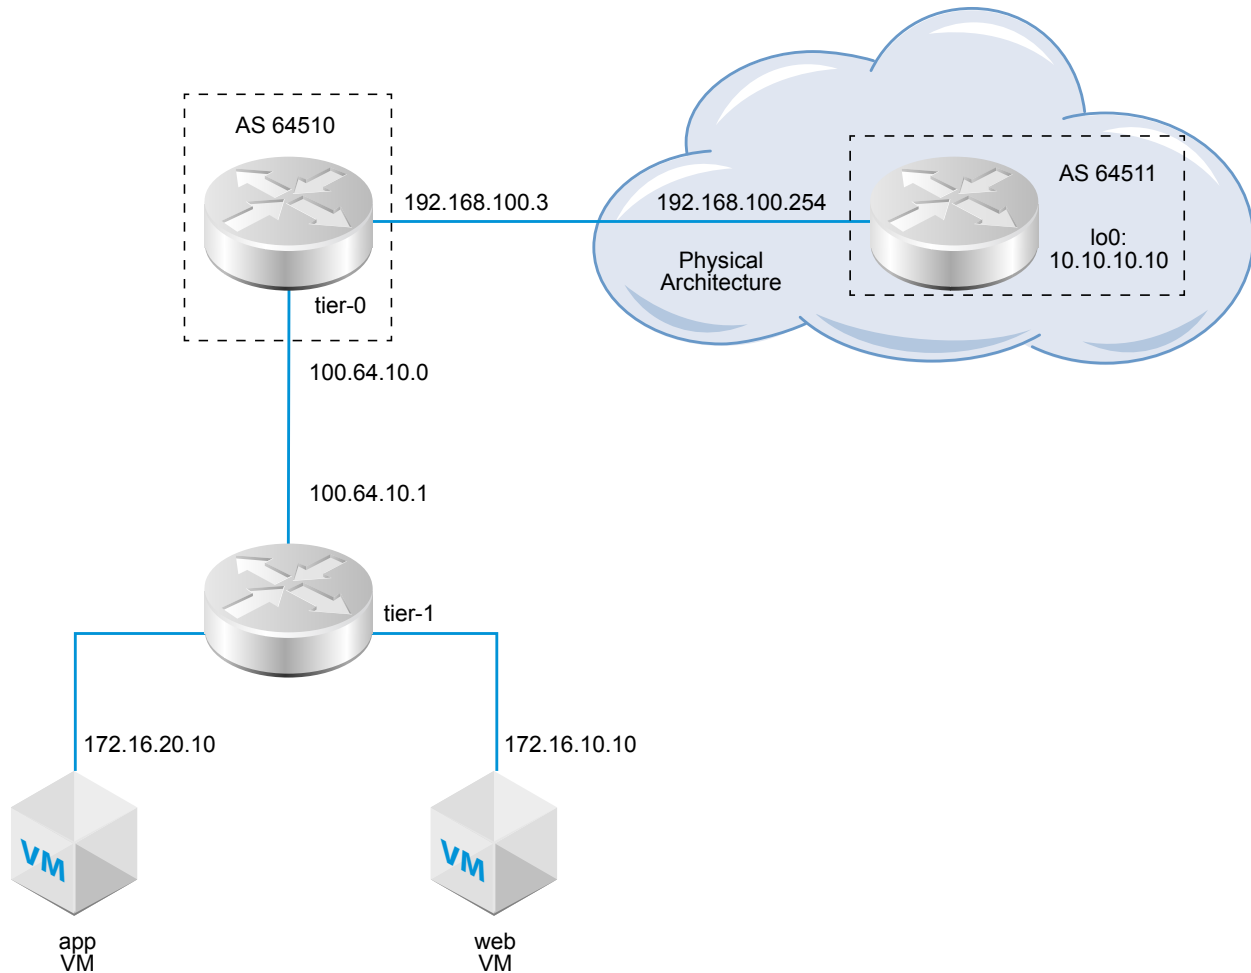 AS 64510
AS 64511
192.168.100.3
192.168.100.254
lo0:
10.10.10.10
Physical
Architecture
tier-0
100.64.10.0
100.64.10.1
tier-1
172.16.20.10
172.16.10.10
VM
VM
app
VM
web
VM